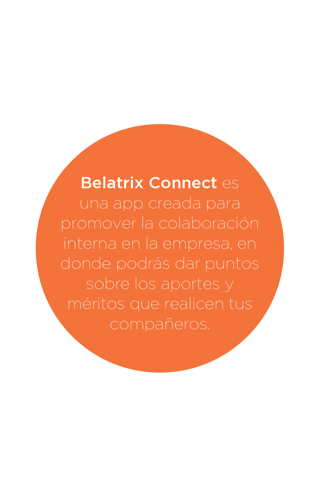 Belatrix Connect es
una app creada para
promover la colaboración
interna en la empresa, en
donde podrás dar puntos
sobre los aportes y
méritos que realicen tus
compañeros.